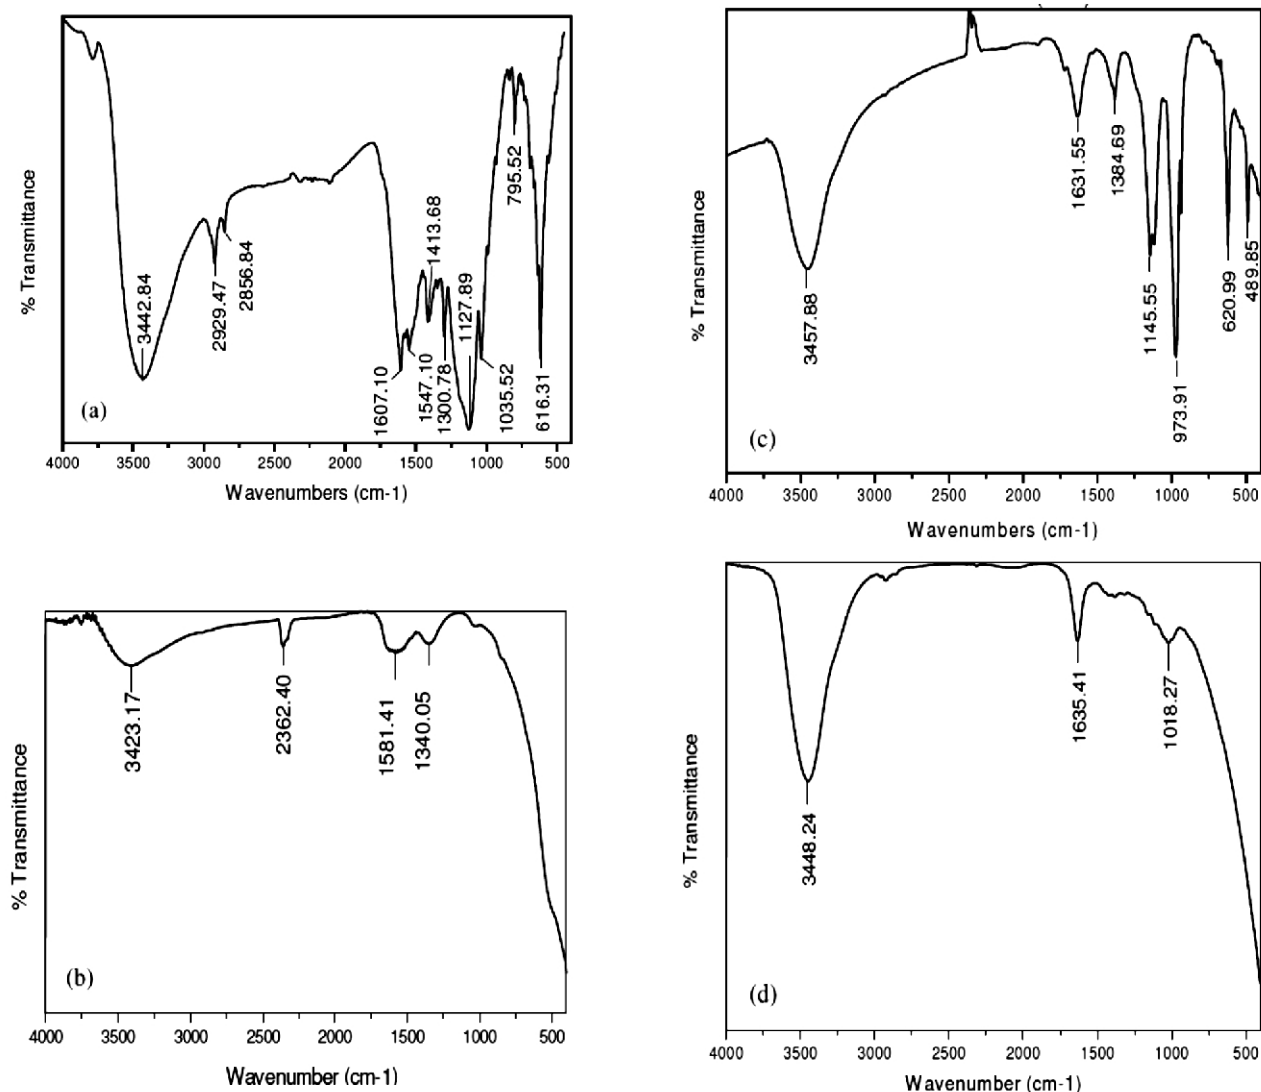 % Transmittance
3442.84
2929.47
2856.84
1607.10
1547.10
1413.68
1300.78
1127.89
1035.52
795.52
616.31
(a)
4000 3500 3000 2500 2000 1500 1000 500
Wavenumbers (cm-1)
% Transmittance
3457.88
1631.55
1384.69
1145.55
973.91
620.99
489.85
(c)
4000 3500 3000 2500 2000 1500 1000 500
Wavenumbers (cm-1)
% Transmittance
3423.17
2362.40
1581.41
1340.05
(b)
4000 3500 3000 2500 2000 1500 1000 500
Wavenumber (cm-1)
% Transmittance
3448.24
1635.41
1018.27
(d)
4000 3500 3000 2500 2000 1500 1000 500
Wavenumber (cm-1)